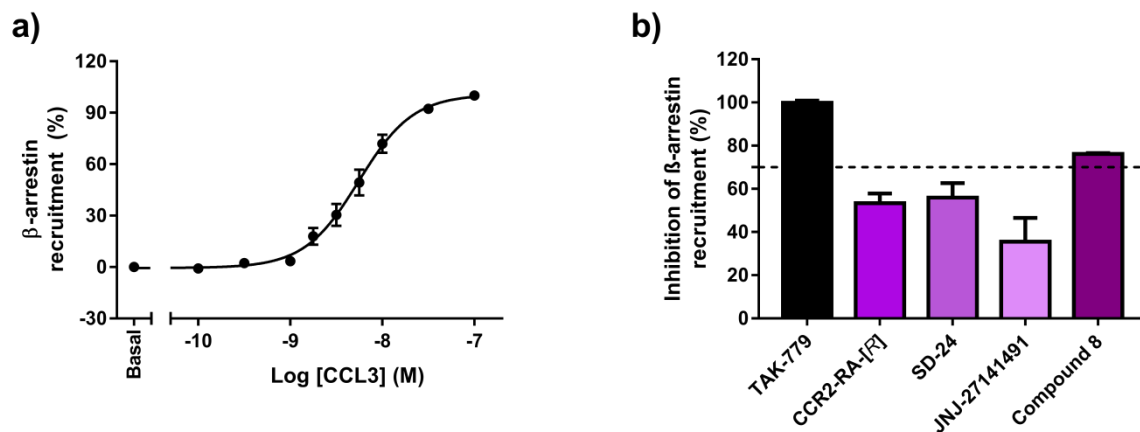 a)
β-arrestin
recruitment (%)
120
90
60
30
0
-30
Basal
-10
-9
-8
-7
Log [CCL3] (M)
b)
Inhibition of ß-arrestin
recruitment (%)
120
100
80
60
40
20
0
TAK-779
CCR2-RA-[R]
SD-24
JNJ-27141491
Compound 8